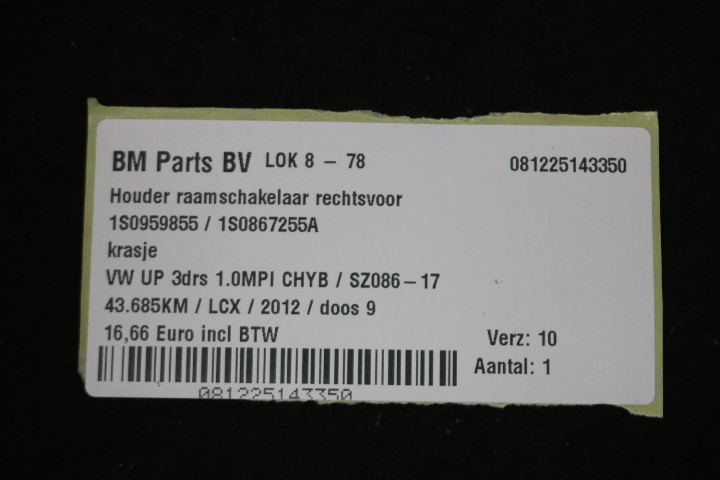 BM Parts BV LOK 8 - 78 081225143350
Houder raamschakelaar rechtsvoor
1S0959855 / 1S0867255A
krasje
VW UP 3drs 1.0MPI CHYB / SZ086-17
43.685KM / LCX / 2012 / doos 9
16,66 Euro incl BTW Verz: 10
Aantal: 1
081225143350